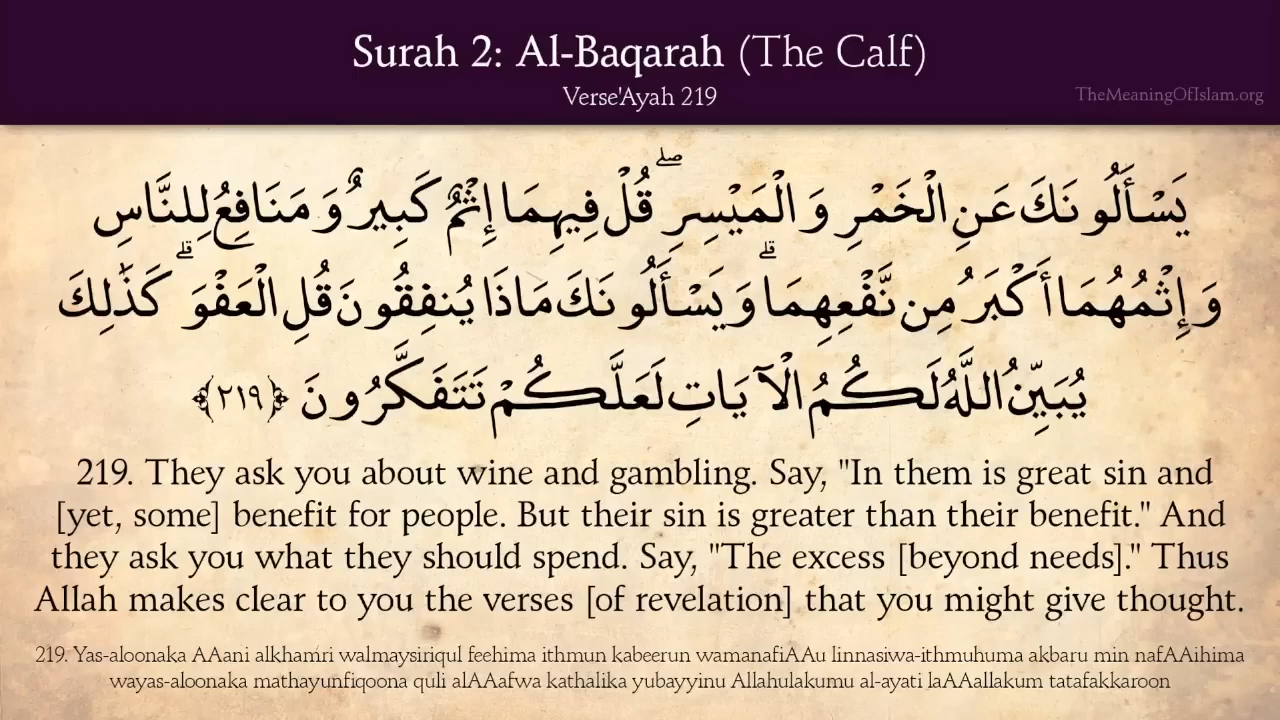 Surah 2: Al-Baqarah (The Calf)
Verse'Ayah 219
TheMeaningOfIslam.org
يَسْأَلُونَكَ عَنِ الْخَمْرِ وَالْمَيْسِرِ ۖ قُلْ فِيهِمَا إِثْمٌ كَبِيرٌ وَمَنَافِعُ لِلنَّاسِ
وَإِثْمُهُمَا أَكْبَرُ مِن نَّفْعِهِمَا ۗ وَيَسْأَلُونَكَ مَاذَا يُنفِقُونَ قُلِ الْعَفْوَ ۗ كَذَٰلِكَ
يُبَيِّنُ اللَّهُ لَكُمُ الْآيَاتِ لَعَلَّكُمْ تَتَفَكَّرُونَ ﴿٢١٩﴾
219. They ask you about wine and gambling. Say, "In them is great sin and
[yet, some] benefit for people. But their sin is greater than their benefit." And
they ask you what they should spend. Say, "The excess [beyond needs]." Thus
Allah makes clear to you the verses [of revelation] that you might give thought.
219. Yas-aloonaka AAani alkhamri walmaysiriqul feehima ithmun kabeerun wamanafiAAu linnasiwa-ithmuhuma akbaru min nafAAihima
wayas-aloonaka mathayunfiqoona quli alAAafwa kathalika yubayyinu Allahulakumu al-ayati laAAallakum tatafakkaroon